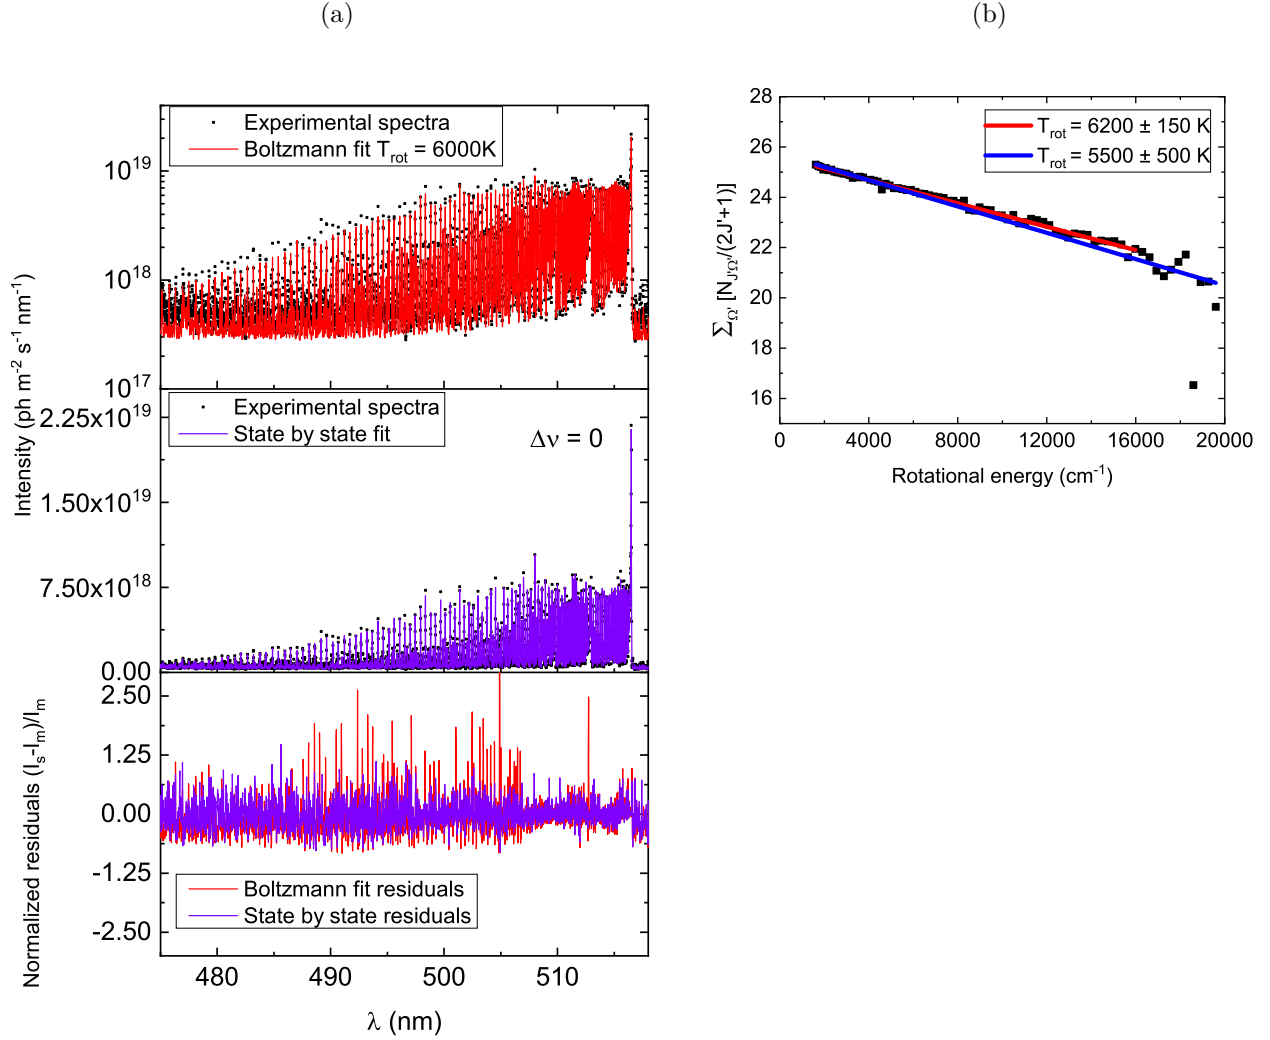 (a)
(b)
Experimental spectra
Boltzmann fit T_rot = 6000K
10^19
10^18
10^17
Experimental spectra
State by state fit
Δν = 0
2.25x10^19
1.50x10^19
7.50x10^18
0.00
Intensity (ph m^-2 s^-1 nm^-1)
2.50
1.25
0.00
-1.25
-2.50
Boltzmann fit residuals
State by state residuals
Normalized residuals (I_s-I_m)/I_m
480 490 500 510
λ (nm)
28
26
24
22
20
18
16
T_rot = 6200 ± 150 K
T_rot = 5500 ± 500 K
Σ_Ω' [N_J'Ω'/(2J'+1)]
0 4000 8000 12000 16000 20000
Rotational energy (cm^-1)